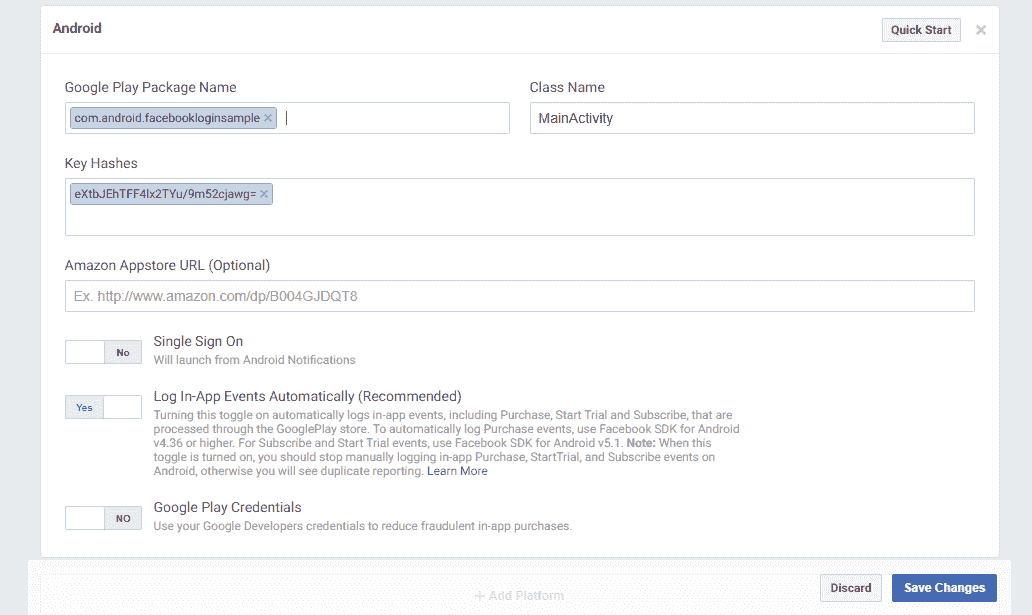 Android
Quick Start ×
Google Play Package Name
Class Name
com.android.facebookloginsample ×
MainActivity
Key Hashes
eXtbJEhTFF4lx2TYu/9m52cjawg= ×
Amazon Appstore URL (Optional)
Ex. http://www.amazon.com/dp/B004GJDQT8
No
Single Sign On
Will launch from Android Notifications
Yes
Log In-App Events Automatically (Recommended)
Turning this toggle on automatically logs in-app events, including Purchase, Start Trial and Subscribe, that are
processed through the GooglePlay store. To automatically log Purchase events, use Facebook SDK for Android
v4.36 or higher. For Subscribe and Start Trial events, use Facebook SDK for Android v5.1. Note: When this
toggle is turned on, you should stop manually logging in-app Purchase, StartTrial, and Subscribe events on
Android, otherwise you will see duplicate reporting. Learn More
NO
Google Play Credentials
Use your Google Developers credentials to reduce fraudulent in-app purchases.
+ Add Platform
Discard
Save Changes